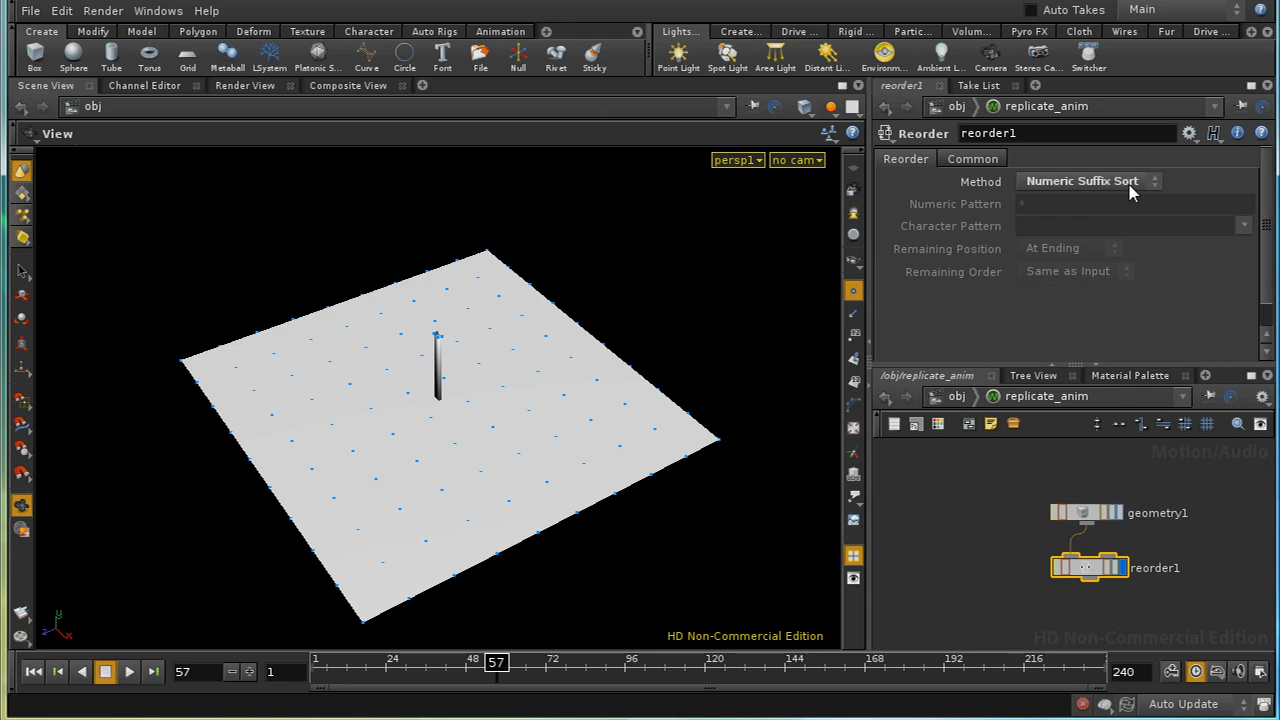 File Edit Render Windows Help Auto Takes Main
Create Modify Model Polygon Deform Texture Character Auto Rigs Animation Lights... Create... Drive ... Rigid ... Partic... Volum... Pyro FX Cloth Wires Fur Drive ...
Box Sphere Tube Torus Grid Metaball LSystem Platonic S... Curve Circle Font File Null Rivet Sticky Point Light Spot Light Area Light Distant Li... Environm... Ambient L... Camera Stereo Ca... Switcher
Scene View Channel Editor Render View Composite View reorder1 Take List
obj obj replicate_anim
View Reorder reorder1
persp1 no cam
Reorder Common
Method Numeric Suffix Sort
Numeric Pattern
Character Pattern
Remaining Position At Ending
Remaining Order Same as Input
/obj/replicate_anim Tree View Material Palette
obj replicate_anim
Motion/Audio
geometry1
reorder1
y
z x
HD Non-Commercial Edition HD Non-Commercial Edition
57 1 1 24 48 57 72 96 120 144 168 192 216 240
Auto Update